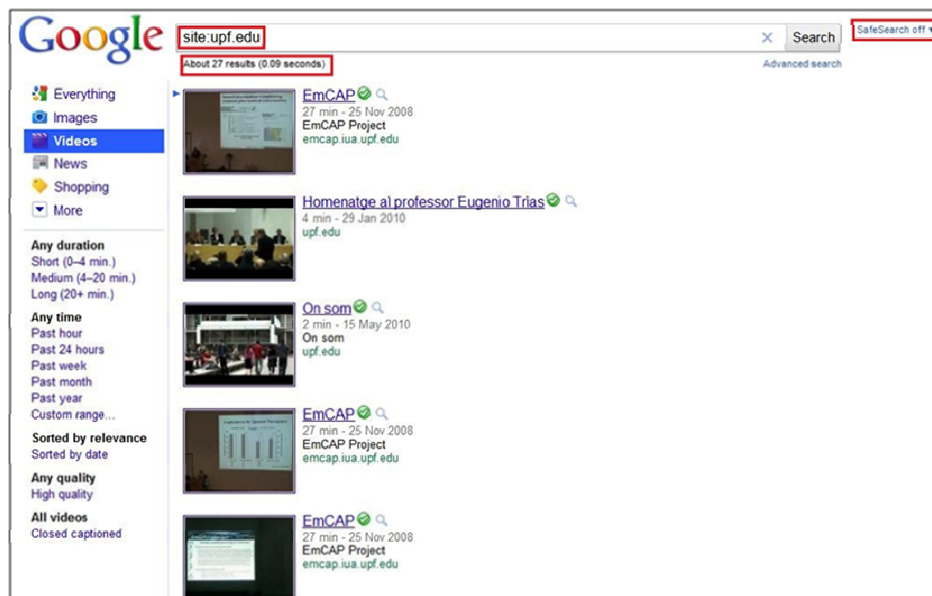 Google
site:upf.edu
Search
SafeSearch off
About 27 results (0.09 seconds)
Advanced search
Everything
Images
Videos
News
Shopping
More
Any duration
Short (0–4 min.)
Medium (4–20 min.)
Long (20+ min.)
Any time
Past hour
Past 24 hours
Past week
Past month
Past year
Custom range...
Sorted by relevance
Sorted by date
Any quality
High quality
All videos
Closed captioned
EmCAP
27 min - 25 Nov 2008
EmCAP Project
emcap.iua.upf.edu
Homenatge al professor Eugenio Trías
4 min - 29 Jan 2010
upf.edu
On som
2 min - 15 May 2010
On som
upf.edu
EmCAP
27 min - 25 Nov 2008
EmCAP Project
emcap.iua.upf.edu
EmCAP
27 min - 25 Nov 2008
EmCAP Project
emcap.iua.upf.edu